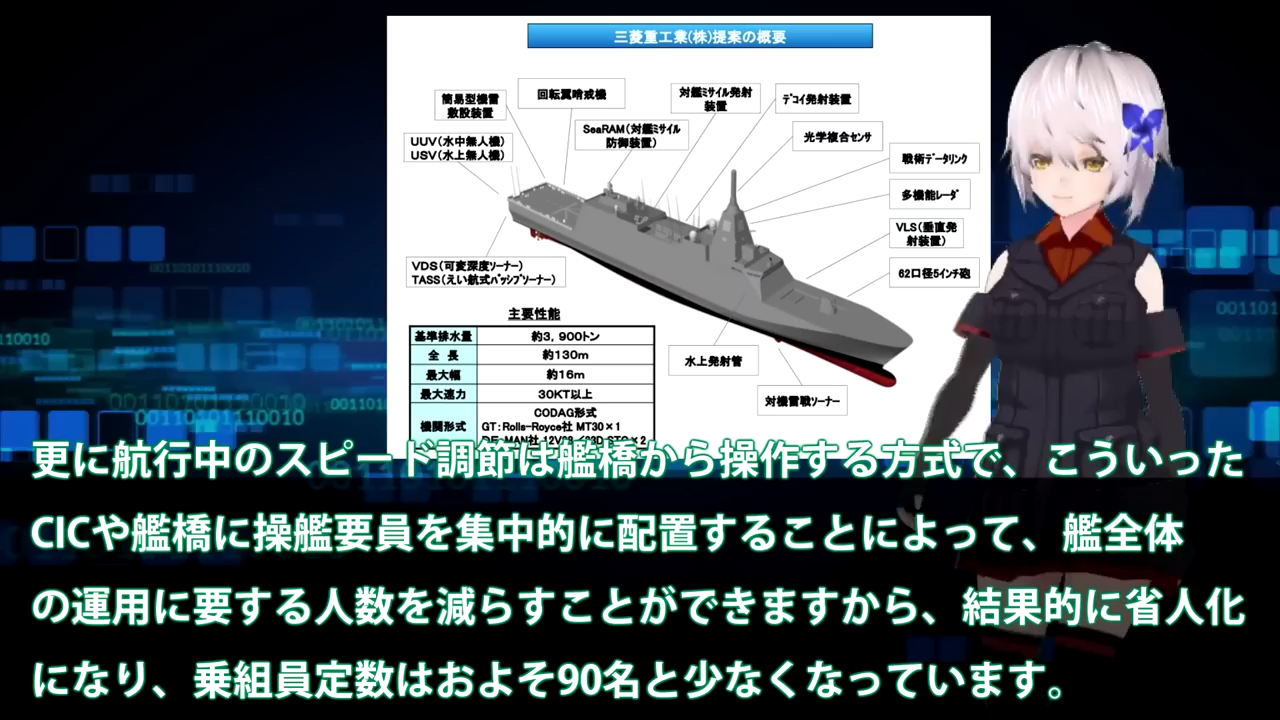 三菱重工業(株)提案の概要
簡易型機雷
敷設装置
回転翼哨戒機
対艦ﾐｻｲﾙ発射
装置
ﾃﾞｺｲ発射装置
UUV(水中無人機)
USV(水上無人機)
SeaRAM(対艦ﾐｻｲﾙ
防御装置)
光学複合ｾﾝｻ
戦術ﾃﾞｰﾀﾘﾝｸ
多機能ﾚｰﾀﾞ
VLS(垂直発
射装置)
62口径5ｲﾝﾁ砲
VDS(可変深度ｿｰﾅｰ)
TASS(えい航式ﾊﾟｯｼﾌﾞｿｰﾅｰ)
水上発射管
対機雷戦ｿｰﾅｰ
主要性能
基準排水量 約3，900トン
全 長 約130m
最大幅 約16m
最大速力 30KT以上
機関形式 CODAG形式
GT：Rolls-Royce社 MT30×1
更に航行中のスピード調節は艦橋から操作する方式で、こういった
CICや艦橋に操艦要員を集中的に配置することによって、艦全体
の運用に要する人数を減らすことができますから、結果的に省人化
になり、乗組員定数はおよそ90名と少なくなっています。
00110101110010
001101